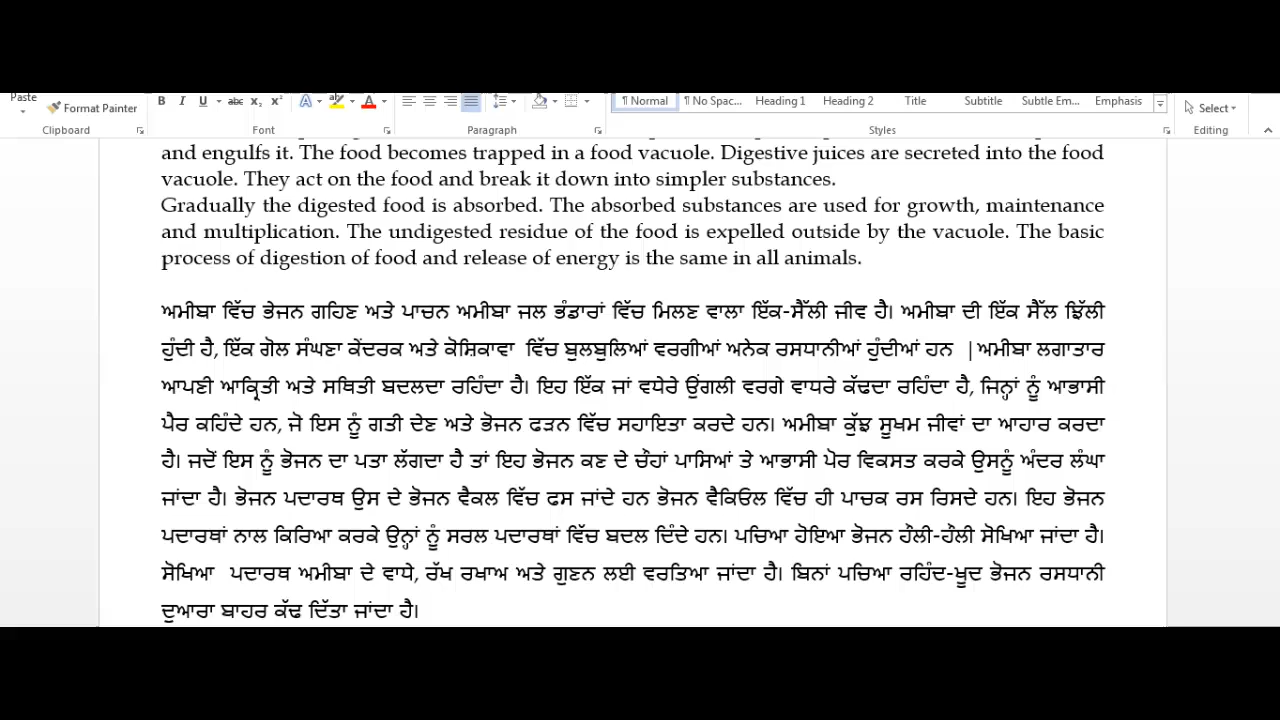 Paste
Format Painter
B I U abc x₂ x² A aby A
¶ Normal ¶ No Spac... Heading 1 Heading 2 Title Subtitle Subtle Em... Emphasis
Select
Clipboard Font Paragraph Styles Editing
and engulfs it. The food becomes trapped in a food vacuole. Digestive juices are secreted into the food
vacuole. They act on the food and break it down into simpler substances.
Gradually the digested food is absorbed. The absorbed substances are used for growth, maintenance
and multiplication. The undigested residue of the food is expelled outside by the vacuole. The basic
process of digestion of food and release of energy is the same in all animals.
ਅਮੀਬਾ ਵਿੱਚ ਭੇਜਨ ਗਹਿਣ ਅਤੇ ਪਾਚਨ ਅਮੀਬਾ ਜਲ ਭੰਡਾਰਾਂ ਵਿੱਚ ਮਿਲਣ ਵਾਲਾ ਇੱਕ-ਸੈੱਲੀ ਜੀਵ ਹੈ। ਅਮੀਬਾ ਦੀ ਇੱਕ ਸੈੱਲ ਝਿੱਲੀ
ਹੁੰਦੀ ਹੈ, ਇੱਕ ਗੋਲ ਸੰਘਣਾ ਕੇਂਦਰਕ ਅਤੇ ਕੋਸ਼ਿਕਾਵਾ ਵਿੱਚ ਬੁਲਬੁਲਿਆਂ ਵਰਗੀਆਂ ਅਨੇਕ ਰਸਧਾਨੀਆਂ ਹੁੰਦੀਆਂ ਹਨ |ਅਮੀਬਾ ਲਗਾਤਾਰ
ਆਪਣੀ ਆਕ੍ਰਿਤੀ ਅਤੇ ਸਥਿਤੀ ਬਦਲਦਾ ਰਹਿੰਦਾ ਹੈ। ਇਹ ਇੱਕ ਜਾਂ ਵਧੇਰੇ ਉਂਗਲੀ ਵਰਗੇ ਵਾਧਰੇ ਕੱਢਦਾ ਰਹਿੰਦਾ ਹੈ, ਜਿਨ੍ਹਾਂ ਨੂੰ ਆਭਾਸੀ
ਪੈਰ ਕਹਿੰਦੇ ਹਨ, ਜੋ ਇਸ ਨੂੰ ਗਤੀ ਦੇਣ ਅਤੇ ਭੋਜਨ ਫੜਨ ਵਿੱਚ ਸਹਾਇਤਾ ਕਰਦੇ ਹਨ। ਅਮੀਬਾ ਕੁੱਝ ਸੂਖਮ ਜੀਵਾਂ ਦਾ ਆਹਾਰ ਕਰਦਾ
ਹੈ। ਜਦੋਂ ਇਸ ਨੂੰ ਭੋਜਨ ਦਾ ਪਤਾ ਲੱਗਦਾ ਹੈ ਤਾਂ ਇਹ ਭੋਜਨ ਕਣ ਦੇ ਚੌਹਾਂ ਪਾਸਿਆਂ ਤੇ ਆਭਾਸੀ ਪੋਰ ਵਿਕਸਤ ਕਰਕੇ ਉਸਨੂੰ ਅੰਦਰ ਲੰਘਾ
ਜਾਂਦਾ ਹੈ। ਭੋਜਨ ਪਦਾਰਥ ਉਸ ਦੇ ਭੋਜਨ ਵੈਕਲ ਵਿੱਚ ਫਸ ਜਾਂਦੇ ਹਨ ਭੋਜਨ ਵੈਕਿਓਲ ਵਿੱਚ ਹੀ ਪਾਚਕ ਰਸ ਰਿਸਦੇ ਹਨ। ਇਹ ਭੋਜਨ
ਪਦਾਰਥਾਂ ਨਾਲ ਕਿਰਿਆ ਕਰਕੇ ਉਨ੍ਹਾਂ ਨੂੰ ਸਰਲ ਪਦਾਰਥਾਂ ਵਿੱਚ ਬਦਲ ਦਿੰਦੇ ਹਨ। ਪਚਿਆ ਹੋਇਆ ਭੋਜਨ ਹੌਲੀ-ਹੌਲੀ ਸੋਖਿਆ ਜਾਂਦਾ ਹੈ।
ਸੋਖਿਆ ਪਦਾਰਥ ਅਮੀਬਾ ਦੇ ਵਾਧੇ, ਰੱਖ ਰਖਾਅ ਅਤੇ ਗੁਣਨ ਲਈ ਵਰਤਿਆ ਜਾਂਦਾ ਹੈ। ਬਿਨਾਂ ਪਚਿਆ ਰਹਿੰਦ-ਖੂਦ ਭੋਜਨ ਰਸਧਾਨੀ
ਦੁਆਰਾ ਬਾਹਰ ਕੱਢ ਦਿੱਤਾ ਜਾਂਦਾ ਹੈ।